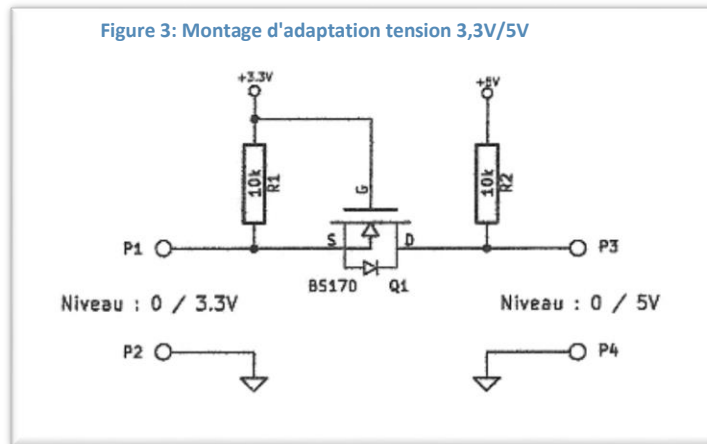 Figure 3: Montage d'adaptation tension 3,3V/5V
+3.3V
+5V
10k
R1
G
10k
R2
P1
S
D
P3
BS170
Q1
Niveau : 0 / 3.3V
Niveau : 0 / 5V
P2
P4